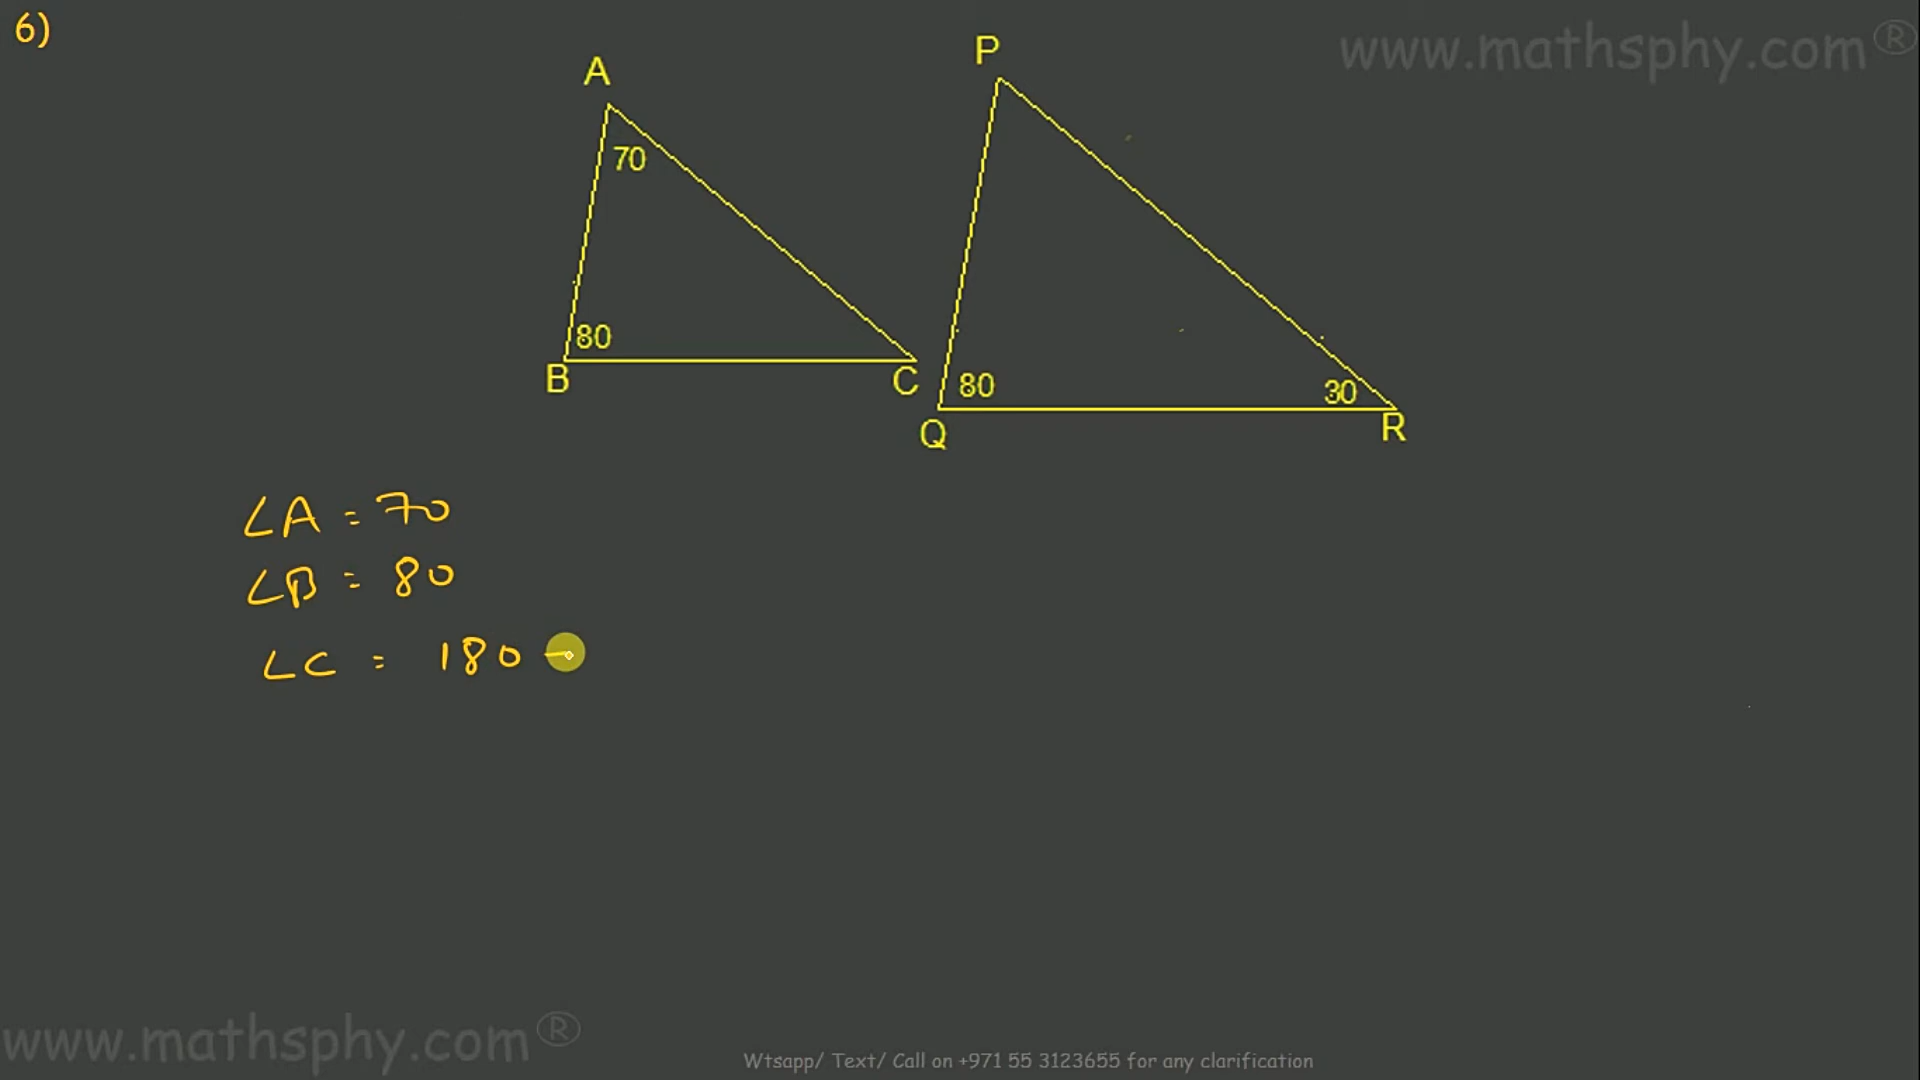 6)
www.mathsphy.com®
A
P
70
80
B
C
80
30
Q
R
∠A = 70
∠B = 80
∠C = 180 -
www.mathsphy.com®
Wtsapp/ Text/ Call on +971 55 3123655 for any clarification